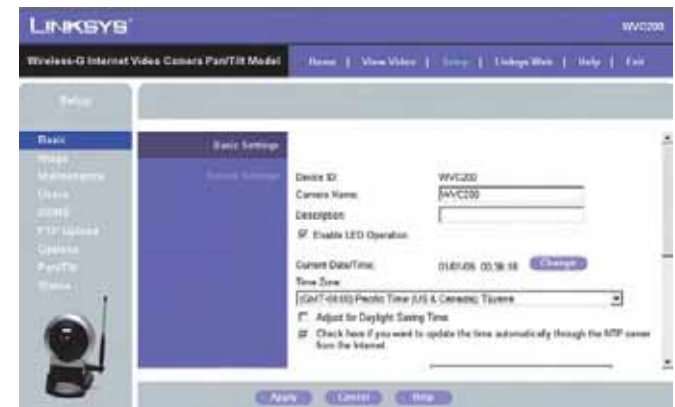 LINKSYS
WVC200
Wireless-G Internet Video Camera Pan/Tilt Model
Home | View Video | Setup | Linksys Web | Help | Exit
Setup
Basic
Image
Maintenance
Users
DDNS
FTP Upload
Options
Pan/Tilt
Status
Basic Settings
Device ID: WVC200
Camera Name: WVC200
Description:
Enable LED Operation
Current Date/Time: 01/01/05 Change
Time Zone:
(GMT-08:00) Pacific Time (US & Canada); Tijuana
Adjust for Daylight Saving Time
Check here if you want to update the time automatically through the NTP server
from the Internet.
Apply Cancel Help